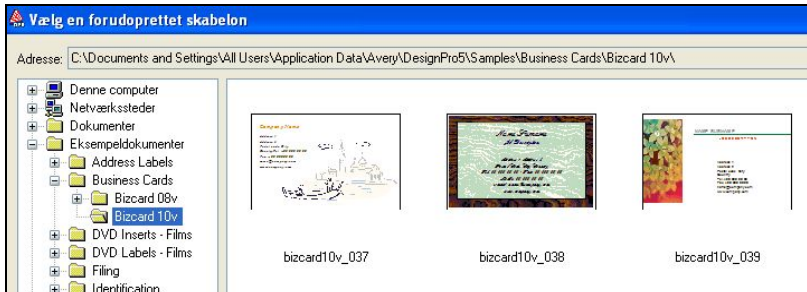 Vælg en forudoprettet skabelon
Adresse: C:\Documents and Settings\All Users\Application Data\Avery\DesignPro5\Samples\Business Cards\Bizcard 10v\
Denne computer
Netværkssteder
Dokumenter
Eksempeldokumenter
Address Labels
Business Cards
Bizcard 08v
Bizcard 10v
DVD Inserts - Films
DVD Labels - Films
Filing
Identification
Company Name
bizcard10v_037
bizcard10v_038
bizcard10v_039